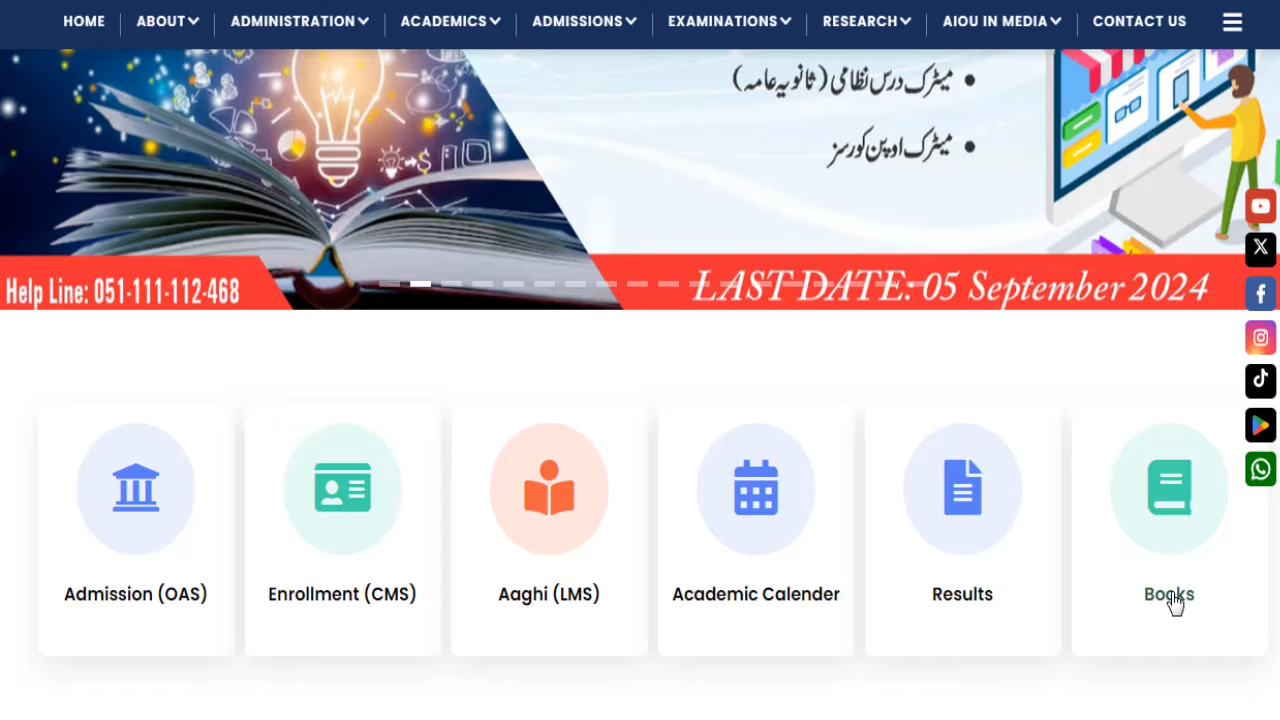 HOME ABOUT ADMINISTRATION ACADEMICS ADMISSIONS EXAMINATIONS RESEARCH AIOU IN MEDIA CONTACT US
• میٹرک درس نظامی (ثانویہ عامہ)
• میٹرک اوپن کورسز
Help Line: 051-111-112-468
LAST DATE: 05 September 2024
Admission (OAS)
Enrollment (CMS)
Aaghi (LMS)
Academic Calender
Results
Books